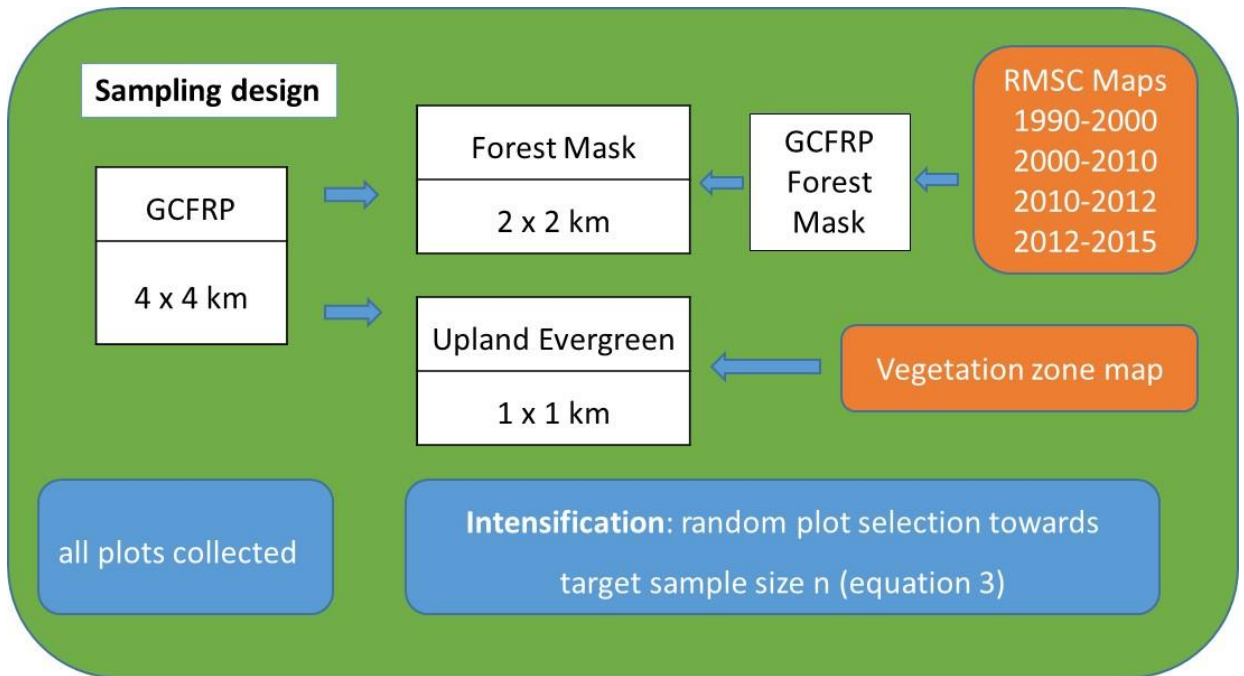 Sampling design
GCFRP
4 x 4 km
Forest Mask
2 x 2 km
GCFRP
Forest
Mask
RMSC Maps
1990-2000
2000-2010
2010-2012
2012-2015
Upland Evergreen
1 x 1 km
Vegetation zone map
all plots collected
Intensification: random plot selection towards
target sample size n (equation 3)